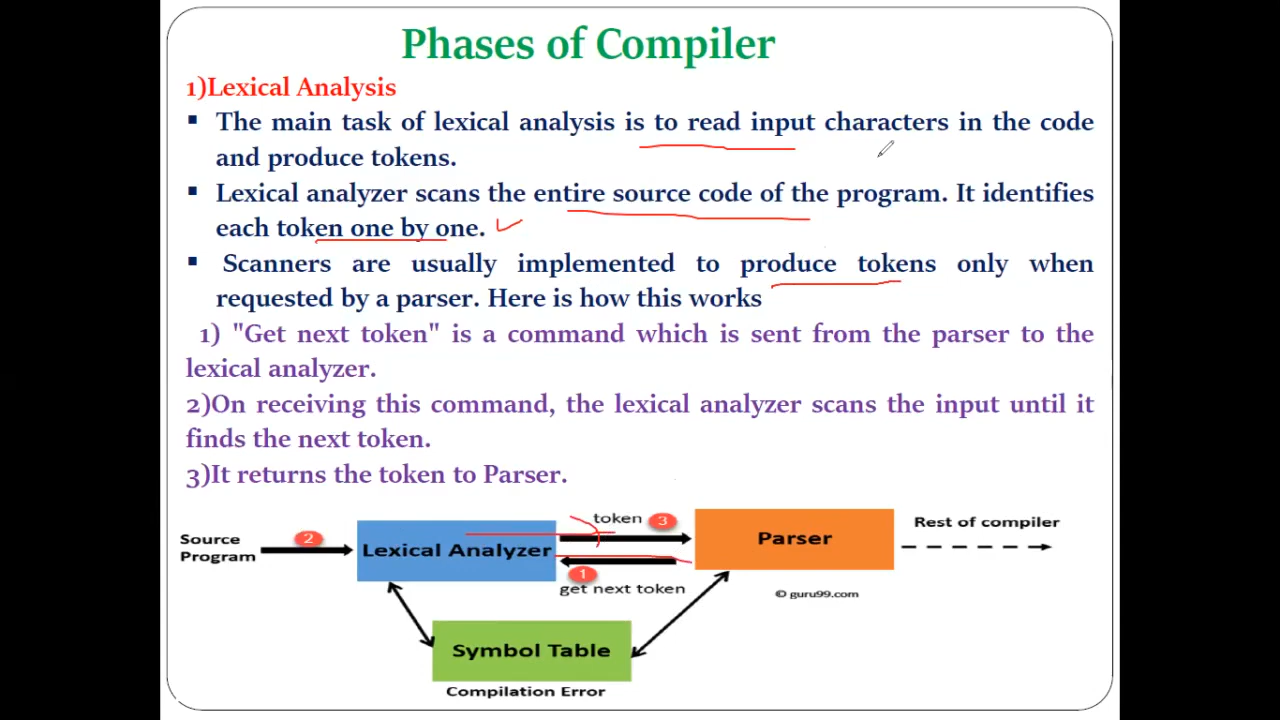 Phases of Compiler
1)Lexical Analysis
▪ The main task of lexical analysis is to read input characters in the code
and produce tokens.
▪ Lexical analyzer scans the entire source code of the program. It identifies
each token one by one.
▪ Scanners are usually implemented to produce tokens only when
requested by a parser. Here is how this works
1) "Get next token" is a command which is sent from the parser to the
lexical analyzer.
2)On receiving this command, the lexical analyzer scans the input until it
finds the next token.
3)It returns the token to Parser.
Source
Program
2
Lexical Analyzer
token
3
1
get next token
Parser
Rest of compiler
© guru99.com
Symbol Table
Compilation Error